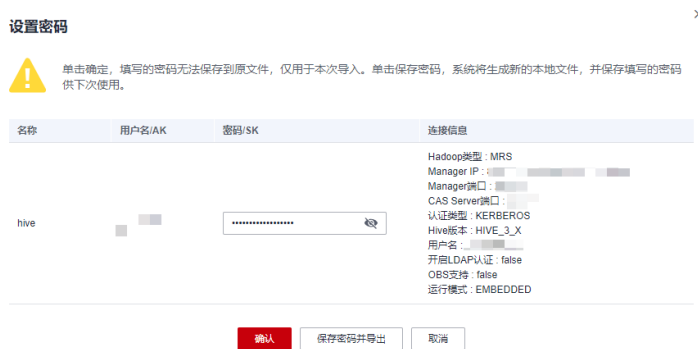 设置密码
单击确定，填写的密码无法保存到原文件，仅用于本次导入。单击保存密码，系统将生成新的本地文件，并保存填写的密码
供下次使用。
名称 用户名/AK 密码/SK 连接信息
Hadoop类型 : MRS
Manager IP :
Manager端口 :
CAS Server端口 :
认证类型 : KERBEROS
hive
Hive版本 : HIVE_3_X
用户名 :
开启LDAP认证 : false
OBS支持 : false
运行模式 : EMBEDDED
确认 保存密码并导出 取消